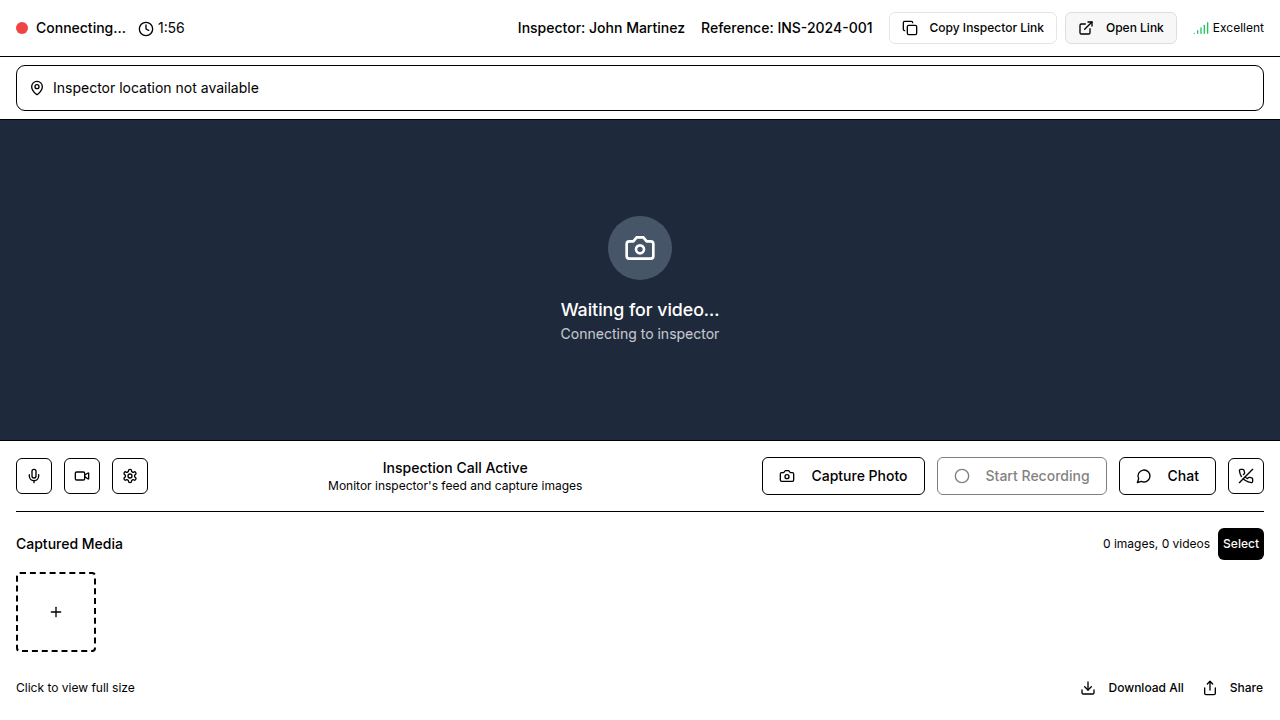 Connecting... 1:56 Inspector: John Martinez Reference: INS-2024-001 Copy Inspector Link Open Link Excellent
Inspector location not available
Waiting for video...
Connecting to inspector
Inspection Call Active
Monitor inspector's feed and capture images
Capture Photo Start Recording Chat
Captured Media 0 images, 0 videos Select
Click to view full size Download All Share